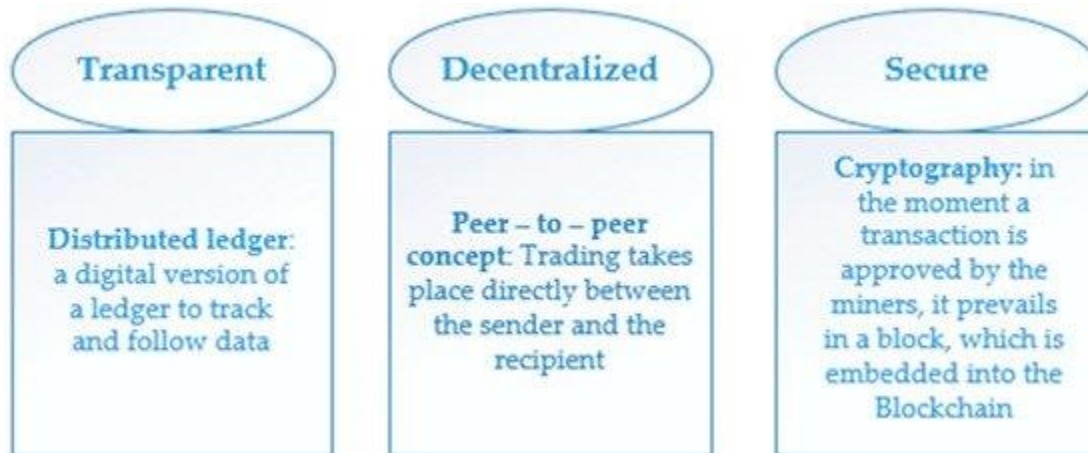 Transparent
Distributed ledger:
a digital version of
a ledger to track
and follow data
Decentralized
Peer – to – peer
concept: Trading takes
place directly between
the sender and the
recipient
Secure
Cryptography: in
the moment a
transaction is
approved by the
miners, it prevails
in a block, which is
embedded into the
Blockchain